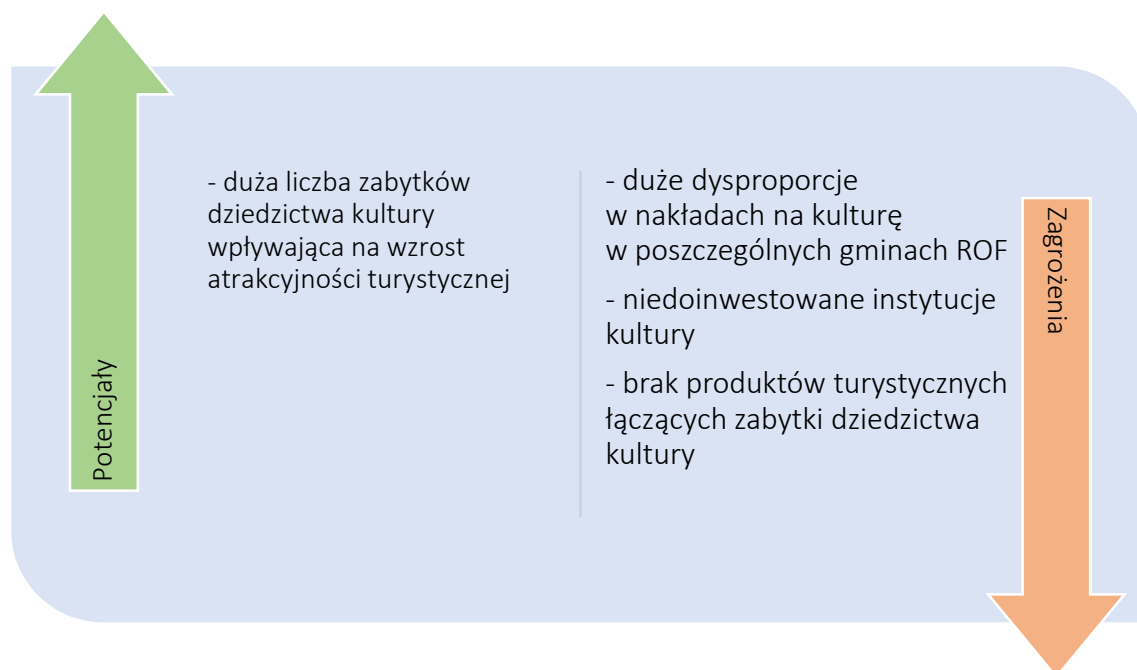 Potencjały
- duża liczba zabytków
dziedzictwa kultury
wpływająca na wzrost
atrakcyjności turystycznej
- duże dysproporcje
w nakładach na kulturę
w poszczególnych gminach ROF
- niedoinwestowane instytucje
kultury
- brak produktów turystycznych
łączących zabytki dziedzictwa
kultury
Zagrożenia